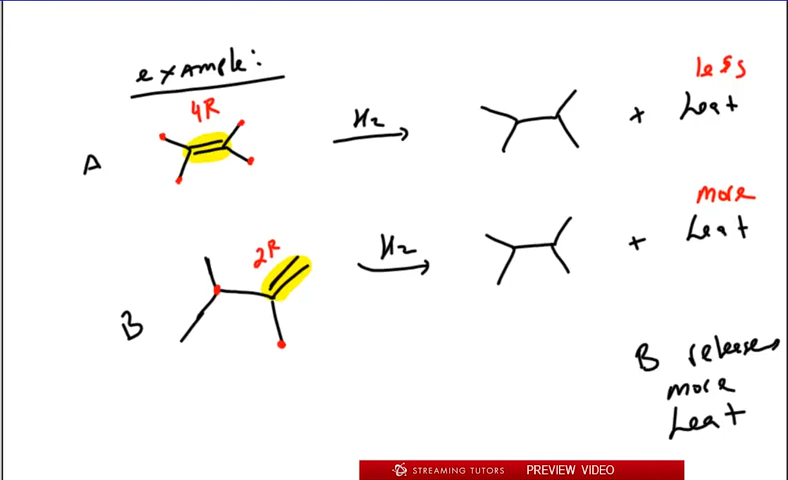 example:
4R
A
H2
+
less
heat
2R
B
H2
+
more
heat
B releases
more
heat
STREAMING TUTORS PREVIEW VIDEO